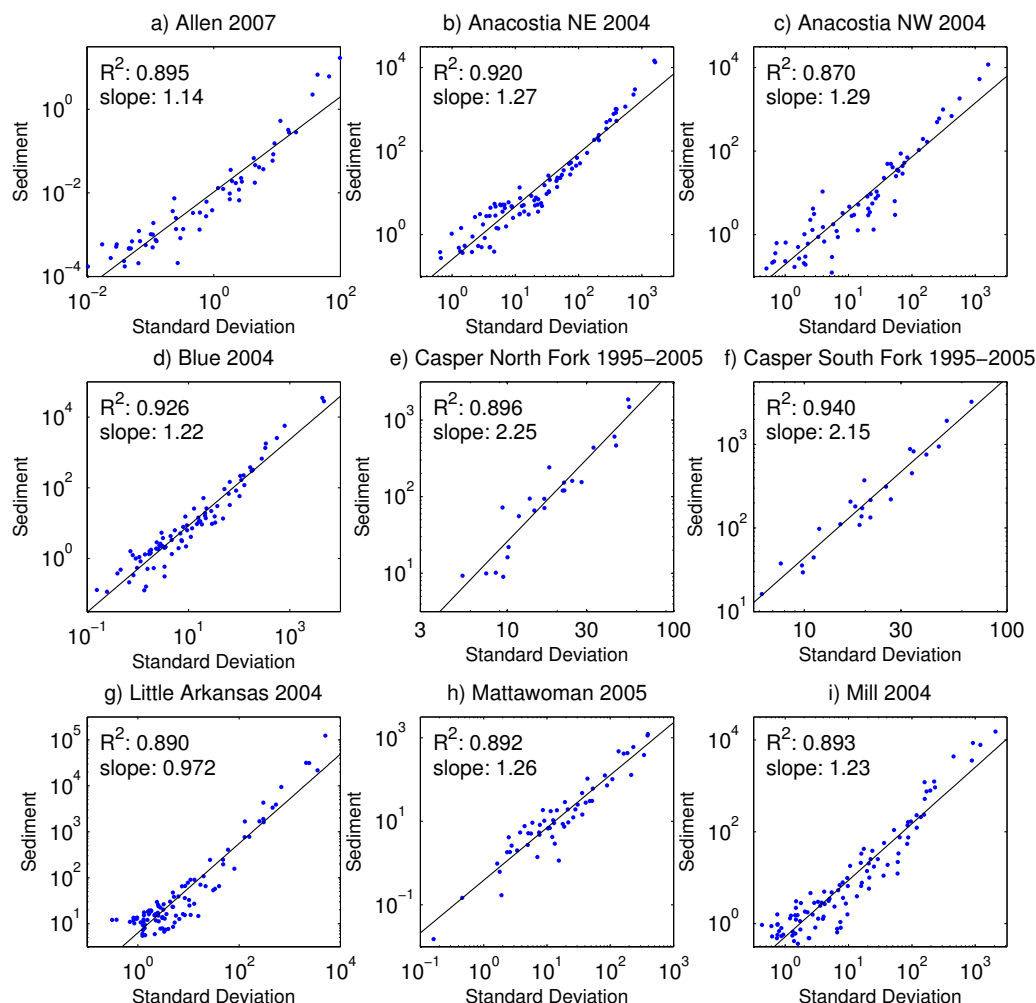 a) Allen 2007
R²: 0.895
slope: 1.14
Sediment
10⁰
10⁻²
10⁻⁴
10⁻² 10⁰ 10²
Standard Deviation
b) Anacostia NE 2004
R²: 0.920
slope: 1.27
Sediment
10⁴
10²
10⁰
10⁰ 10¹ 10² 10³
Standard Deviation
c) Anacostia NW 2004
R²: 0.870
slope: 1.29
Sediment
10⁴
10²
10⁰
10⁰ 10¹ 10² 10³
Standard Deviation
d) Blue 2004
R²: 0.926
slope: 1.22
Sediment
10⁴
10²
10⁰
10⁻¹ 10¹ 10³
Standard Deviation
e) Casper North Fork 1995−2005
R²: 0.896
slope: 2.25
Sediment
10³
10²
10¹
3 10 30 100
Standard Deviation
f) Casper South Fork 1995−2005
R²: 0.940
slope: 2.15
Sediment
10³
10²
10¹
10 30 100
Standard Deviation
g) Little Arkansas 2004
R²: 0.890
slope: 0.972
Sediment
10⁵
10⁴
10³
10²
10¹
10⁰ 10² 10⁴
Standard Deviation
h) Mattawoman 2005
R²: 0.892
slope: 1.26
Sediment
10³
10¹
10⁻¹
10⁻¹ 10⁰ 10¹ 10² 10³
Standard Deviation
i) Mill 2004
R²: 0.893
slope: 1.23
Sediment
10⁴
10²
10⁰
10⁰ 10¹ 10² 10³
Standard Deviation